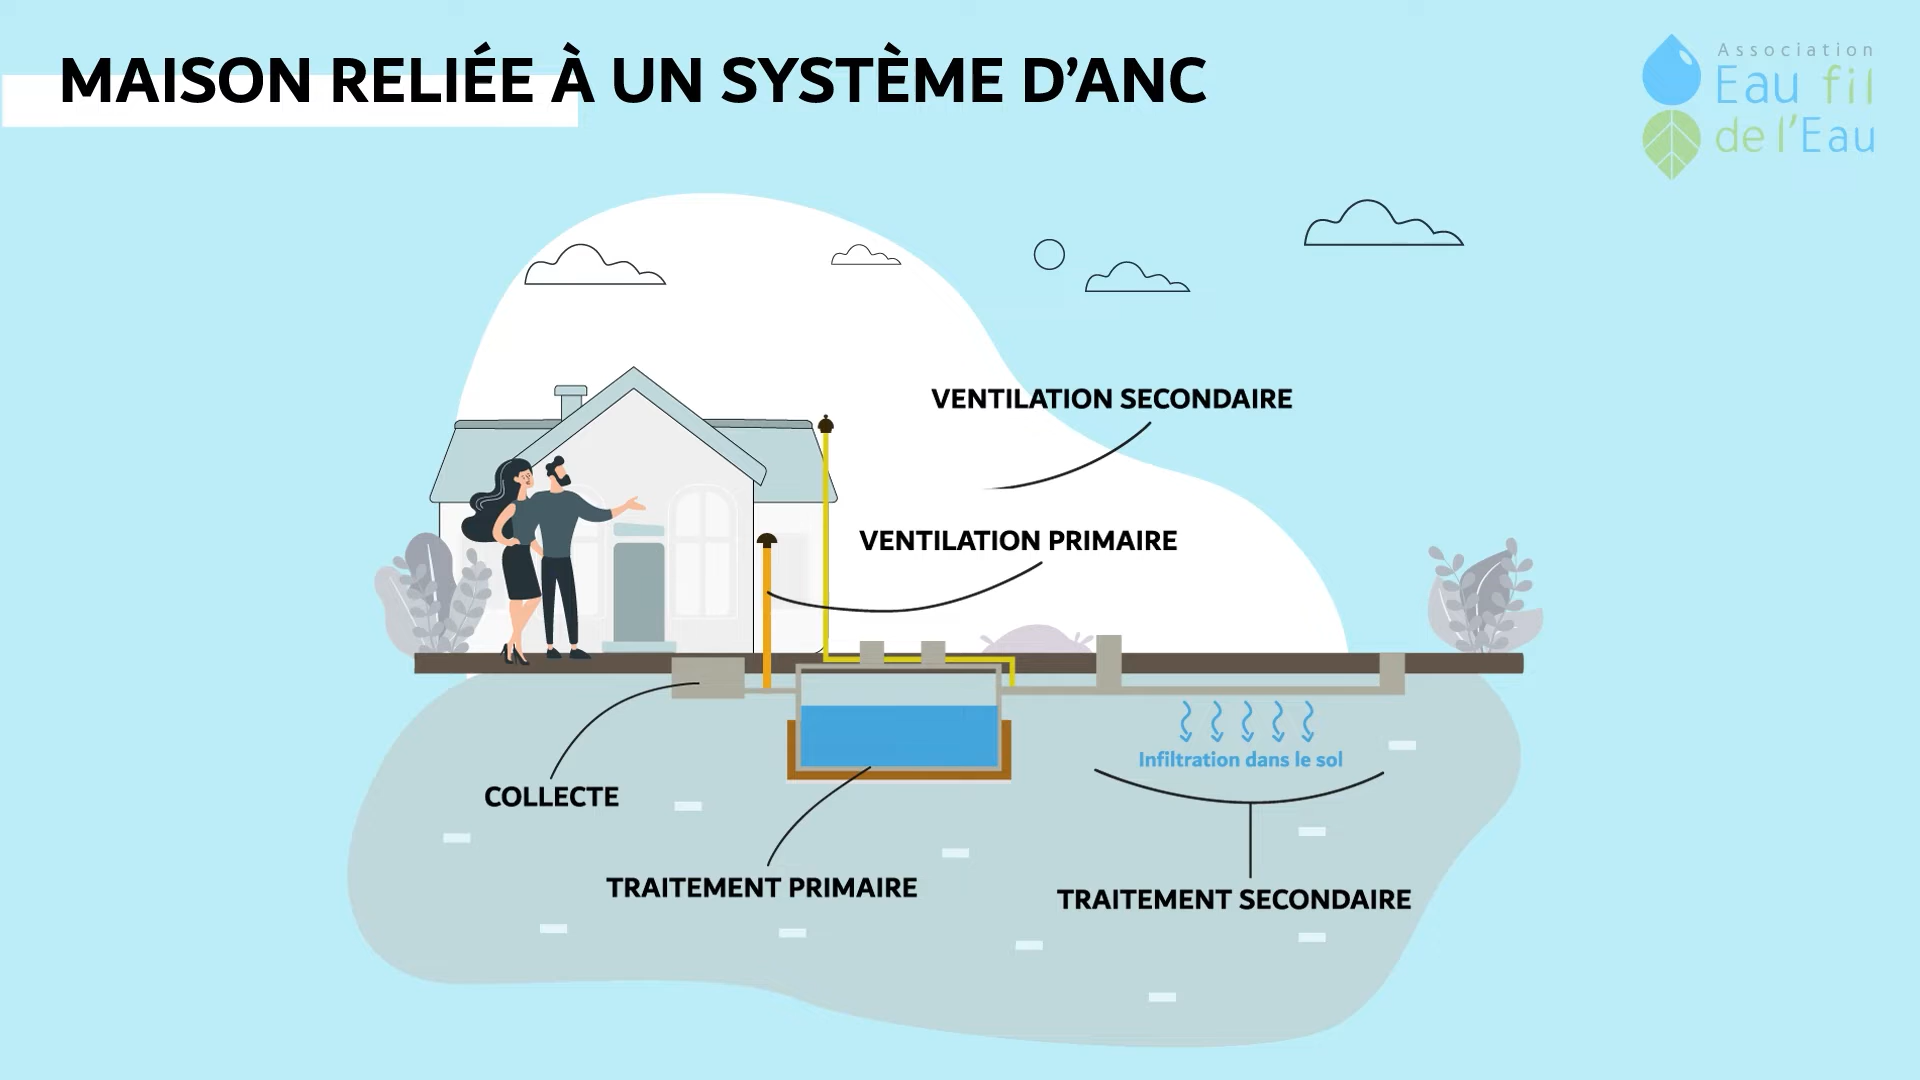 MAISON RELIÉE À UN SYSTÈME D’ANC
Association
Eau fil
de l’Eau
VENTILATION SECONDAIRE
VENTILATION PRIMAIRE
Infiltration dans le sol
COLLECTE
TRAITEMENT PRIMAIRE
TRAITEMENT SECONDAIRE